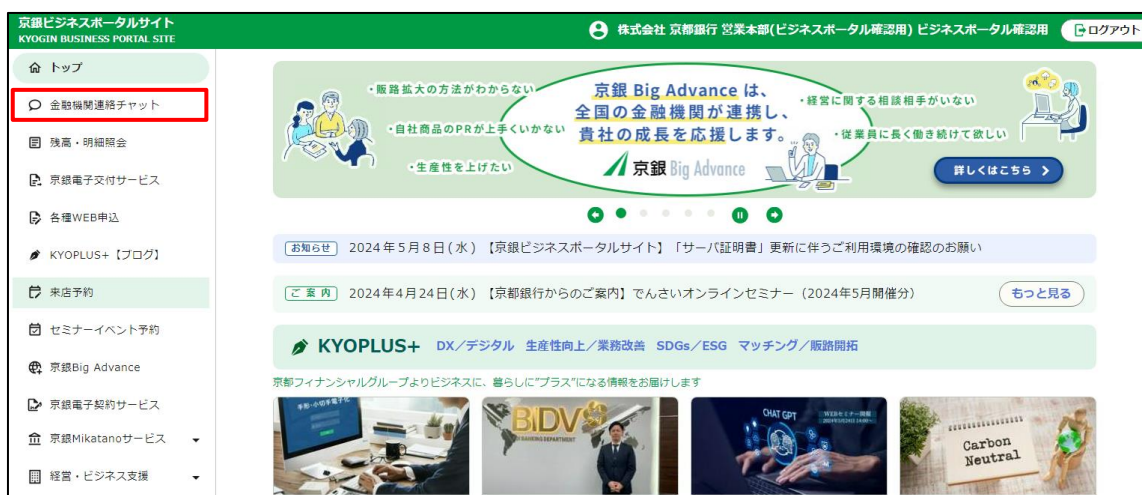 京銀ビジネスポータルサイト
KYOGIN BUSINESS PORTAL SITE
株式会社 京都銀行 営業本部(ビジネスポータル確認用) ビジネスポータル確認用
ログアウト
トップ
金融機関連絡チャット
残高・明細照会
京銀電子交付サービス
各種WEB申込
KYOPLUS+【ブログ】
来店予約
セミナーイベント予約
京銀Big Advance
京銀電子契約サービス
京銀Mikatanoサービス
経営・ビジネス支援
・販路拡大の方法がわからない
・自社商品のPRが上手くいかない
・生産性を上げたい
京銀 Big Advance は、
全国の金融機関が連携し、
貴社の成長を応援します。
京銀 Big Advance
・経営に関する相談相手がいない
・従業員に長く働き続けて欲しい
詳しくはこちら
お知らせ 2024年5月8日(水) 【京銀ビジネスポータルサイト】「サーバ証明書」更新に伴うご利用環境の確認のお願い
ご案内 2024年4月24日(水) 【京都銀行からのご案内】でんさいオンラインセミナー（2024年5月開催分）
もっと見る
KYOPLUS+ DX／デジタル 生産性向上／業務改善 SDGs／ESG マッチング／販路開拓
京都フィナンシャルグループよりビジネスに、暮らしに"プラス"になる情報をお届けします
手形・小切手電子化
BIDV
CHAT GPT
WEBセミナー開催
Carbon
Neutral